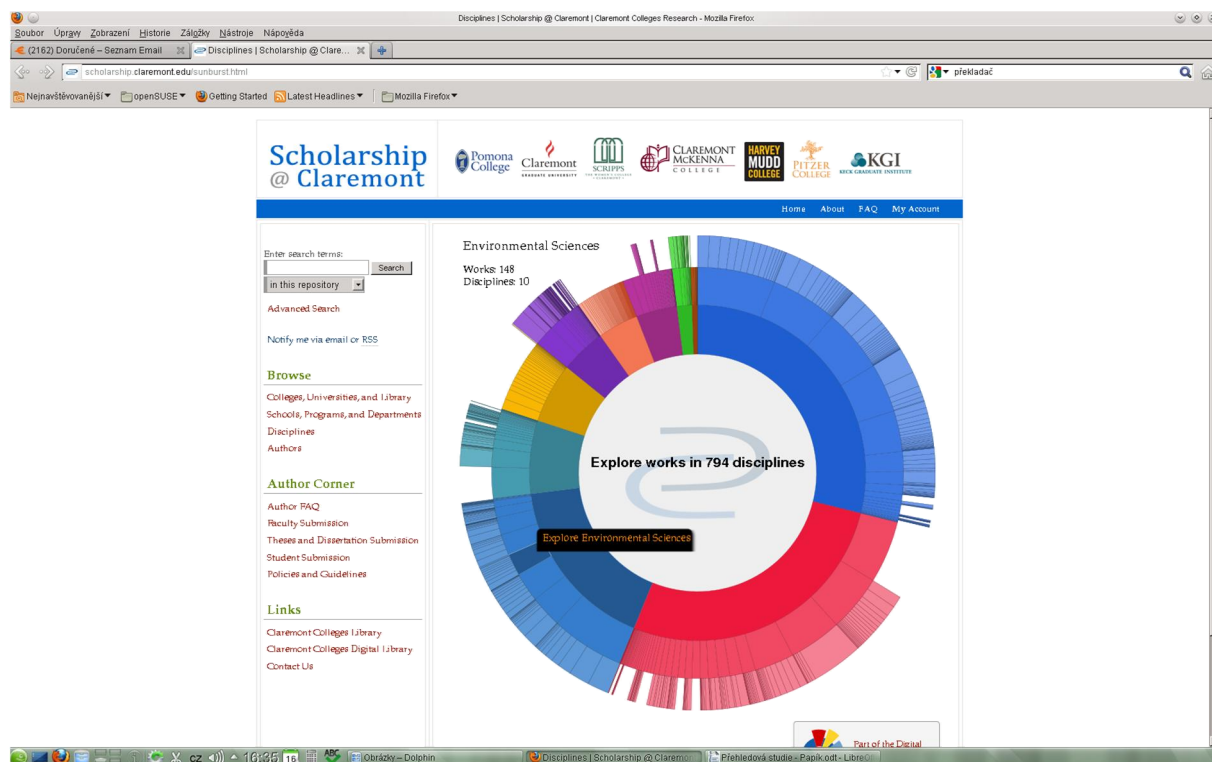 Disciplines | Scholarship @ Claremont | Claremont Colleges Research - Mozilla Firefox
Soubor Úpravy Zobrazení Historie Záložky Nástroje Nápověda
(2162) Doručené – Seznam Email
Disciplines | Scholarship @ Clare...
scholarship.claremont.edu/sunburst.html
překladač
Nejnavštěvovanější
openSUSE
Getting Started
Latest Headlines
Mozilla Firefox
Scholarship
@ Claremont
Pomona
College
Claremont
GRADUATE UNIVERSITY
SCRIPPS
CLAREMONT
MCKENNA
COLLEGE
HARVEY
MUDD
COLLEGE
PITZER
COLLEGE
KGI
KECK GRADUATE INSTITUTE
Home About FAQ My Account
Enter search terms:
Search
in this repository
Advanced Search
Notify me via email or RSS
Browse
Colleges, Universities, and Library
Schools, Programs, and Departments
Disciplines
Authors
Author Corner
Author FAQ
Faculty Submission
Theses and Dissertation Submission
Student Submission
Policies and Guidelines
Links
Claremont Colleges Library
Claremont Colleges Digital Library
Contact Us
Environmental Sciences
Works: 148
Disciplines: 10
Explore works in 794 disciplines
Explore Environmental Sciences
Part of the Digital
CZ
16:35
16
ABC
Obrázky – Dolphin
Disciplines | Scholarship @ Claremo
Přehledová studie - Papík.odt - LibreO